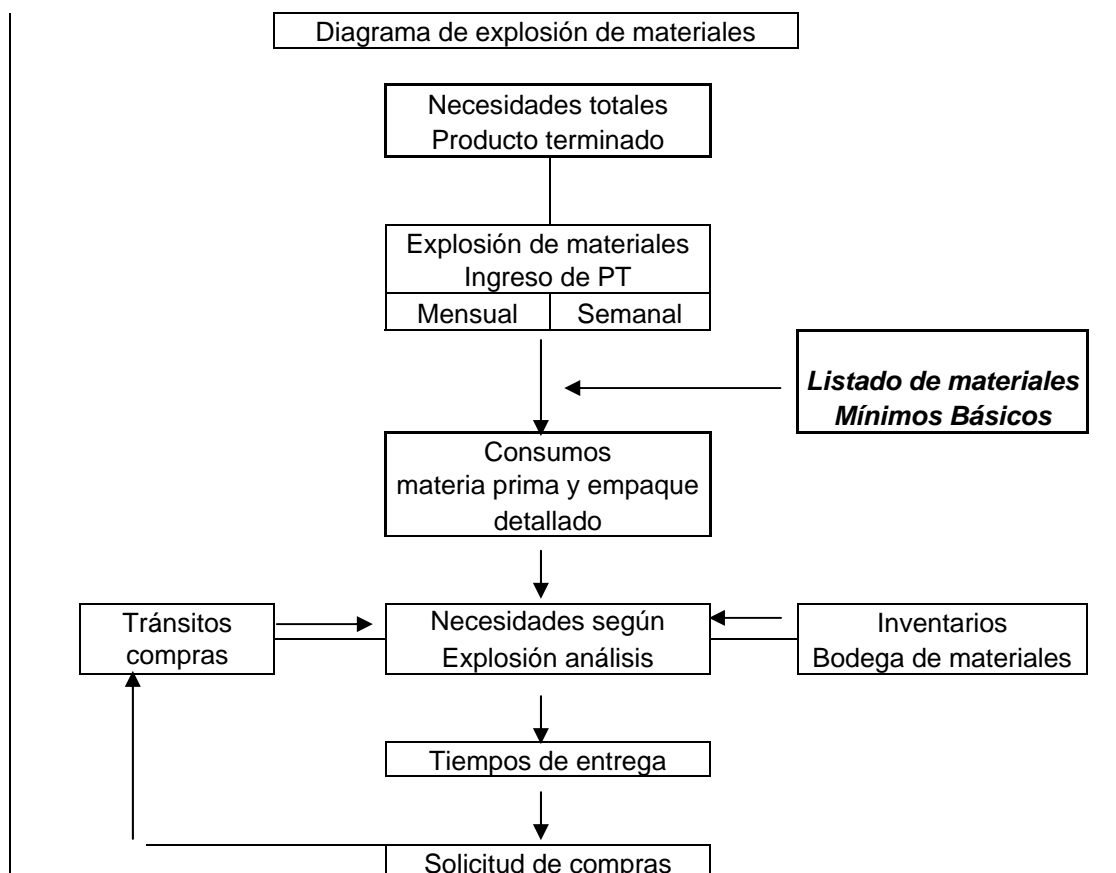 Diagrama de explosión de materiales
Necesidades totales
Producto terminado
Explosión de materiales
Ingreso de PT
Mensual
Semanal
Listado de materiales
Mínimos Básicos
Consumos
materia prima y empaque
detallado
Tránsitos
compras
Necesidades según
Explosión análisis
Inventarios
Bodega de materiales
Tiempos de entrega
Solicitud de compras